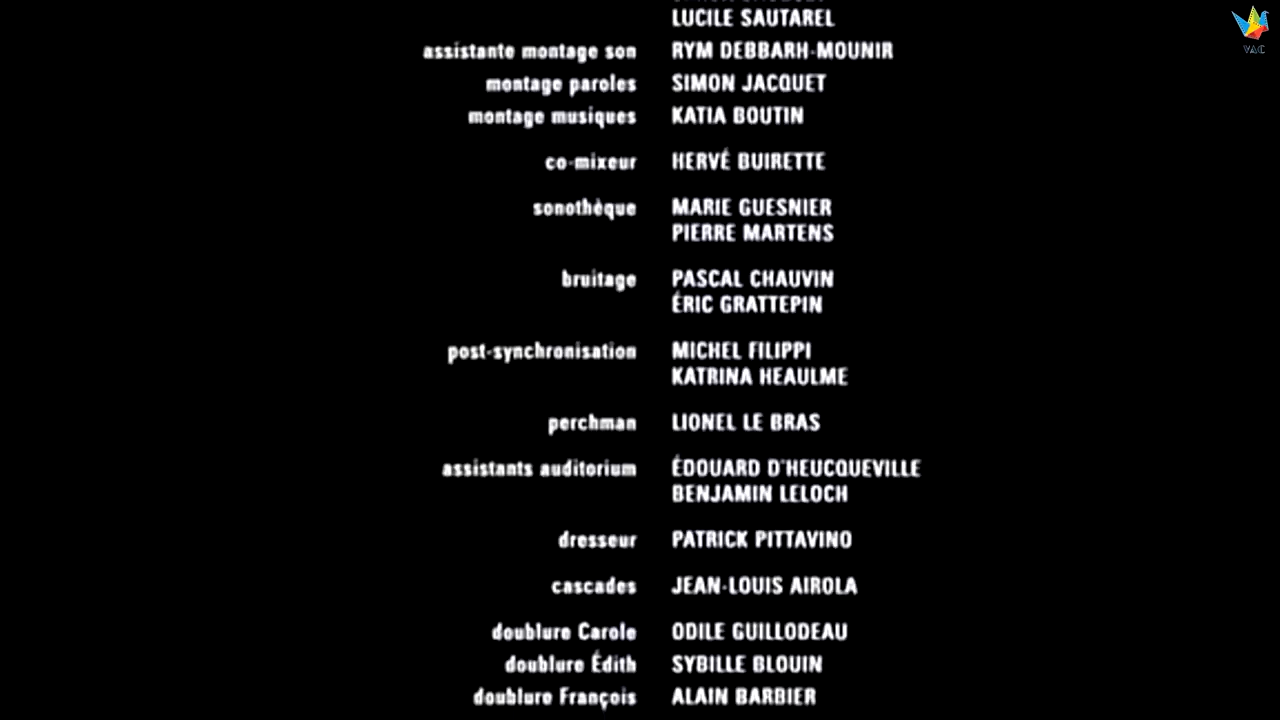 LUCILE SAUTAREL
assistante montage son RYM DEBBARH-MOUNIR
montage paroles SIMON JACQUET
montage musiques KATIA BOUTIN
co-mixeur HERVÉ BUIRETTE
sonothèque MARIE GUESNIER
PIERRE MARTENS
bruitage PASCAL CHAUVIN
ÉRIC GRATTEPIN
post-synchronisation MICHEL FILIPPI
KATRINA HEAULME
perchman LIONEL LE BRAS
assistants auditorium ÉDOUARD D'HEUCQUEVILLE
BENJAMIN LELOCH
dresseur PATRICK PITTAVINO
cascades JEAN-LOUIS AIROLA
doublure Carole ODILE GUILLODEAU
doublure Édith SYBILLE BLOUIN
doublure François ALAIN BARBIER
VAC